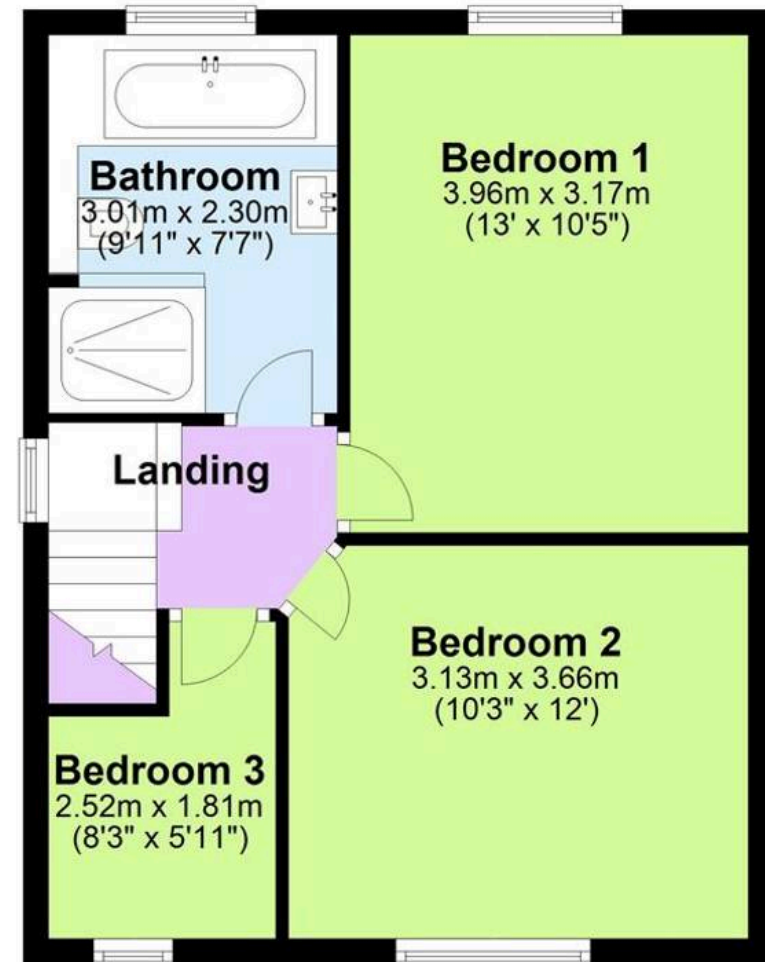 Bathroom
3.01m x 2.30m
(9'11" x 7'7")
Bedroom 1
3.96m x 3.17m
(13' x 10'5")
Landing
Bedroom 2
3.13m x 3.66m
(10'3" x 12')
Bedroom 3
2.52m x 1.81m
(8'3" x 5'11")